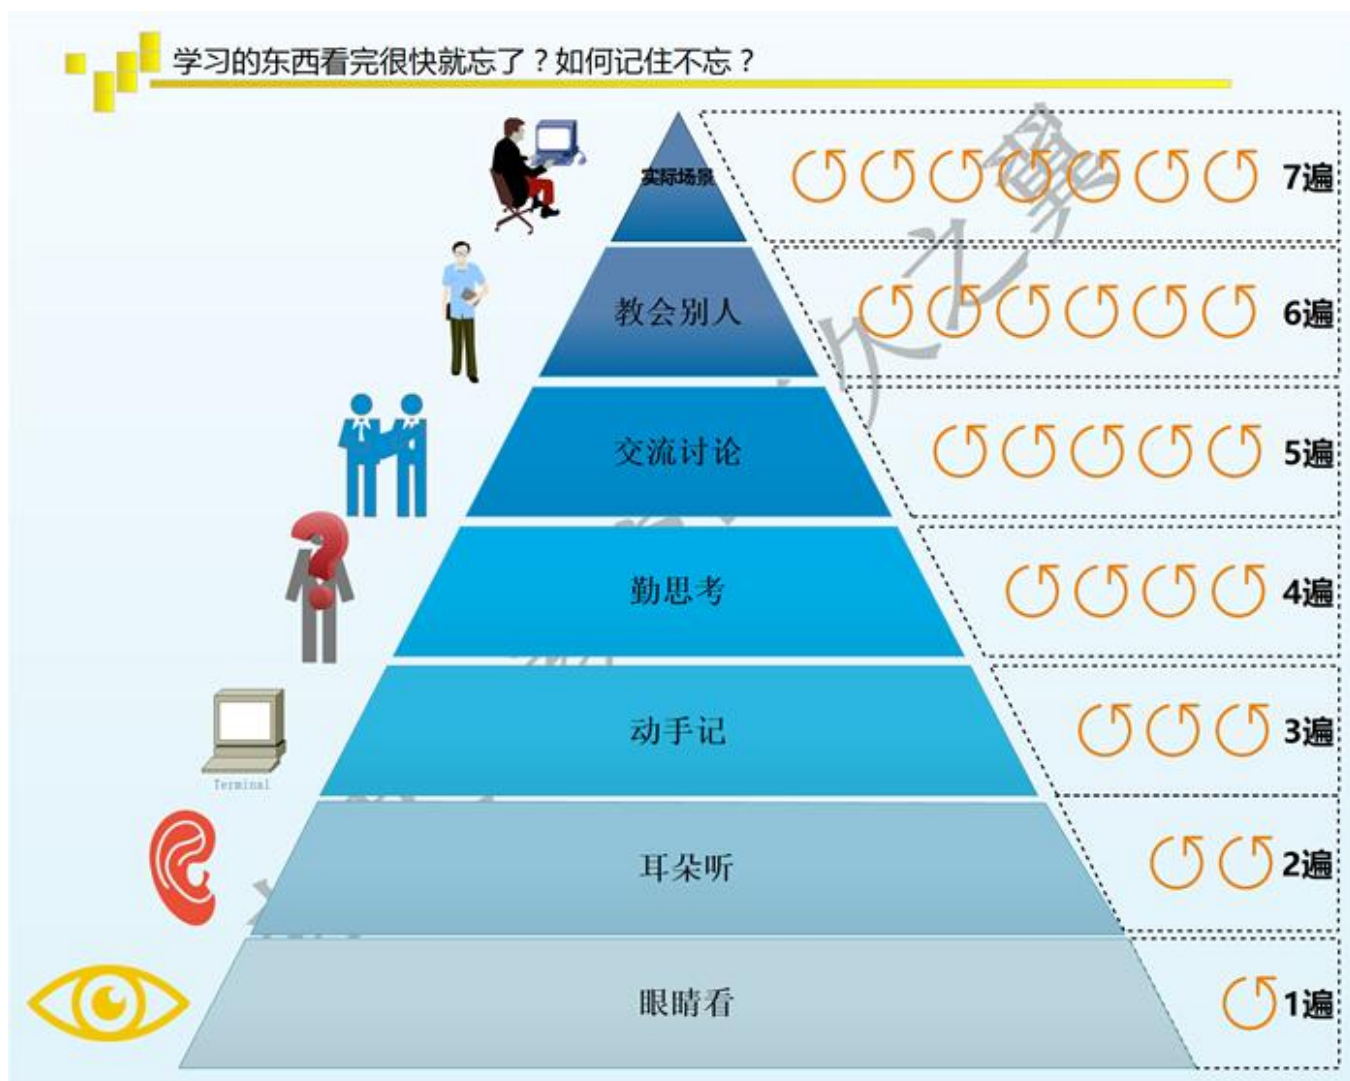 学习的东西看完很快就忘了？如何记住不忘？
实际场景
7遍
教会别人
6遍
交流讨论
5遍
勤思考
4遍
动手记
3遍
Terminal
耳朵听
2遍
眼睛看
1遍
久之翼